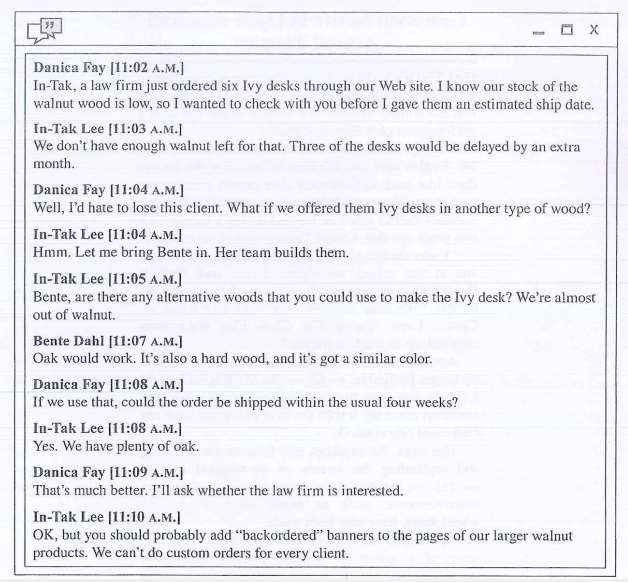 Danica Fay [11:02 A.M.]
In-Tak, a law firm just ordered six Ivy desks through our Web site. I know our stock of the
walnut wood is low, so I wanted to check with you before I gave them an estimated ship date.
In-Tak Lee [11:03 A.M.]
We don't have enough walnut left for that. Three of the desks would be delayed by an extra
month.
Danica Fay [11:04 A.M.]
Well, I'd hate to lose this client. What if we offered them Ivy desks in another type of wood?
In-Tak Lee [11:04 A.M.]
Hmm. Let me bring Bente in. Her team builds them.
In-Tak Lee [11:05 A.M.]
Bente, are there any alternative woods that you could use to make the Ivy desk? We're almost
out of walnut.
Bente Dahl [11:07 A.M.]
Oak would work. It's also a hard wood, and it's got a similar color.
Danica Fay [11:08 A.M.]
If we use that, could the order be shipped within the usual four weeks?
In-Tak Lee [11:08 A.M.]
Yes. We have plenty of oak.
Danica Fay [11:09 A.M.]
That's much better. I'll ask whether the law firm is interested.
In-Tak Lee [11:10 A.M.]
OK, but you should probably add "backordered" banners to the pages of our larger walnut
products. We can't do custom orders for every client.